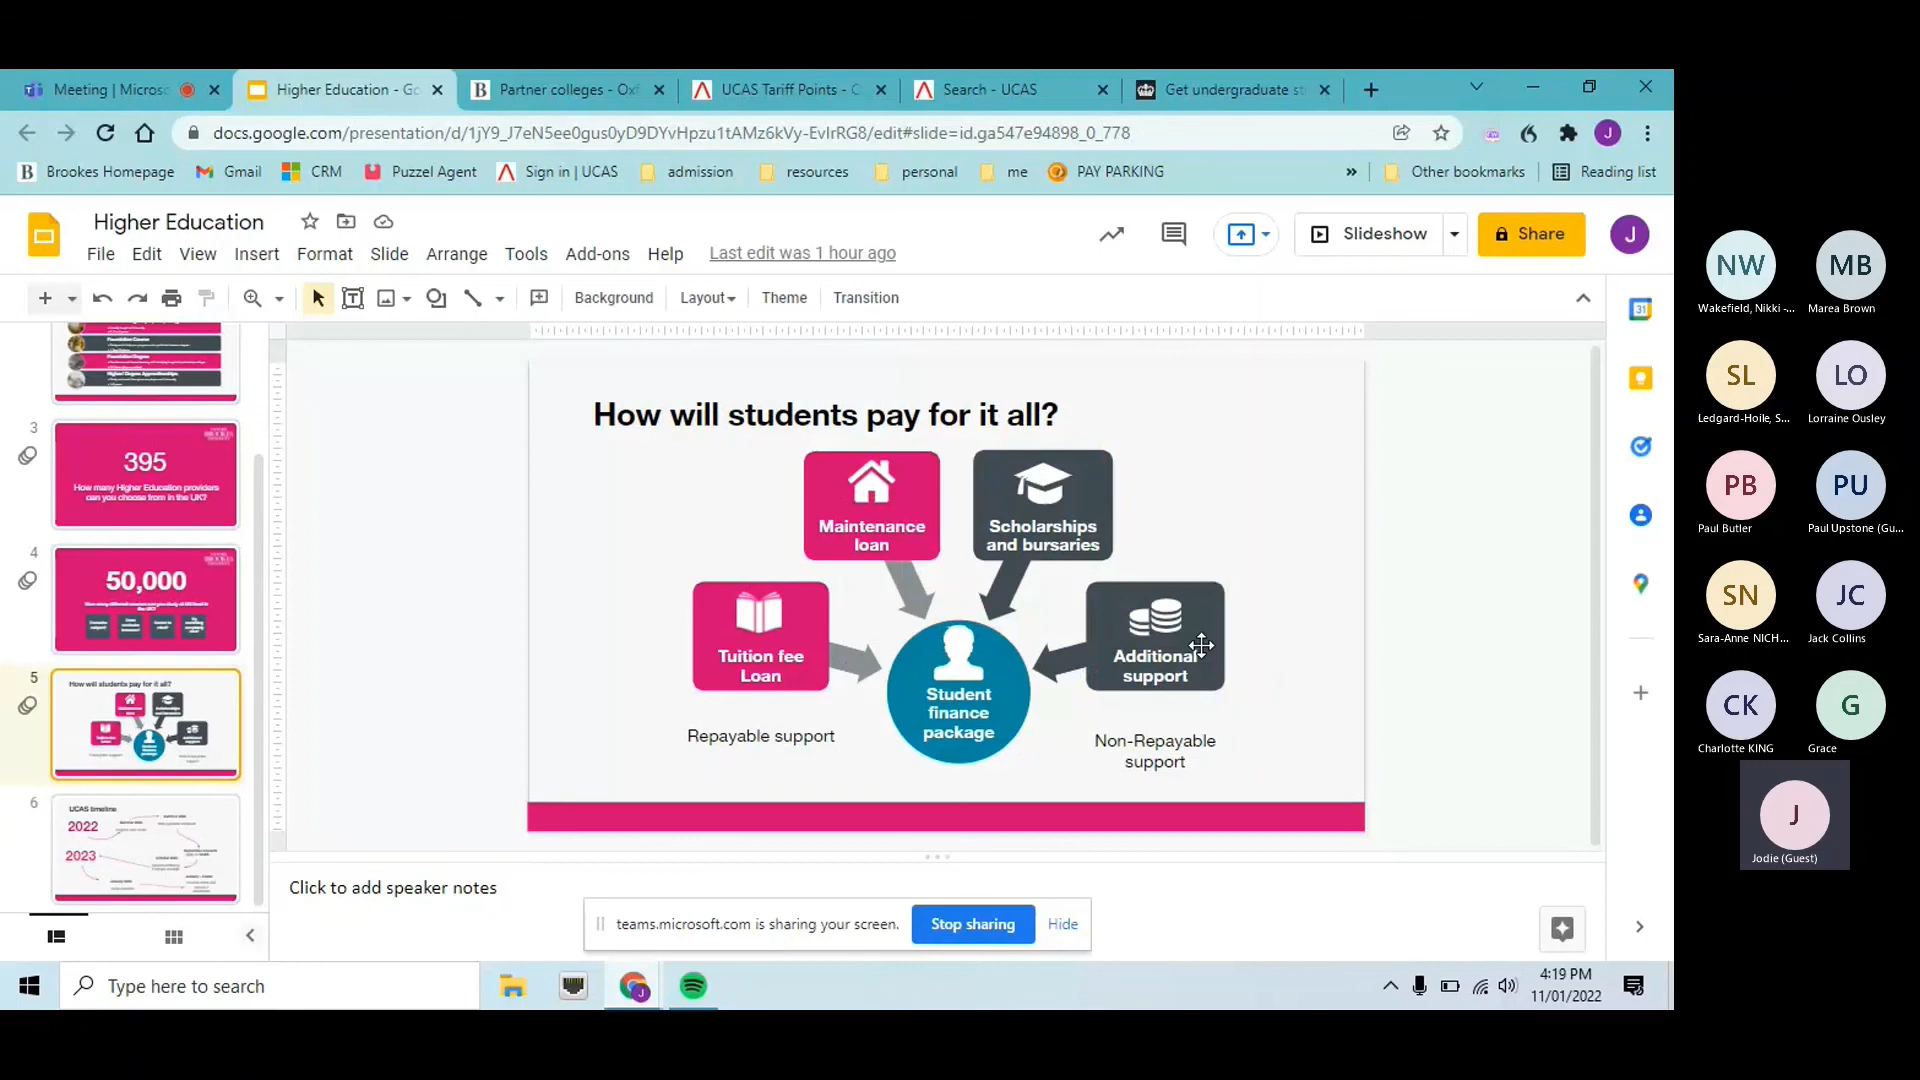 Meeting | Microso
Higher Education - Go
Partner colleges - Oxf
UCAS Tariff Points - C
Search - UCAS
Get undergraduate st
docs.google.com/presentation/d/1jY9_J7eN5ee0gus0yD9DYvHpzu1tAMz6kVy-EvIrRG8/edit#slide=id.ga547e94898_0_778
J
B Brookes Homepage
Gmail
CRM
Puzzel Agent
Sign in | UCAS
admission
resources
personal
me
PAY PARKING
»
Other bookmarks
Reading list
Higher Education
File Edit View Insert Format Slide Arrange Tools Add-ons Help Last edit was 1 hour ago
Slideshow
Share
J
Background
Layout
Theme
Transition
31
Foundation Course
Foundation Degree
Higher/ Degree Apprenticeships
3
395
How many Higher Education providers
can you choose from in the UK?
4
50,000
5
How will students pay for it all?
6
UCAS timeline
2022
2023
How will students pay for it all?
Maintenance
loan
Scholarships
and bursaries
Tuition fee
Loan
Additional
support
Student
finance
package
Repayable support
Non-Repayable
support
Click to add speaker notes
teams.microsoft.com is sharing your screen.
Stop sharing
Hide
Type here to search
J
4:19 PM
11/01/2022
NW
Wakefield, Nikki -...
MB
Marea Brown
SL
Ledgard-Hoile, S...
LO
Lorraine Ousley
PB
Paul Butler
PU
Paul Upstone (Gu...
SN
Sara-Anne NICH...
JC
Jack Collins
CK
Charlotte KING
G
Grace
J
Jodie (Guest)